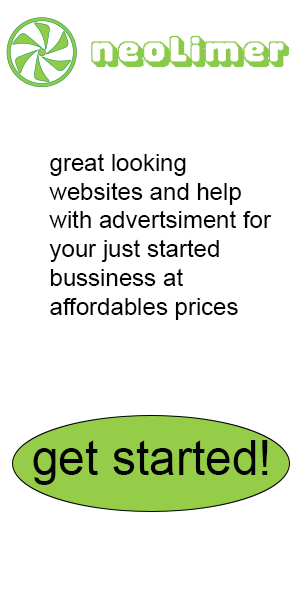 neoLimer
great looking
websites and help
with advertsiment for
your just started
bussiness at
affordables prices
get started!